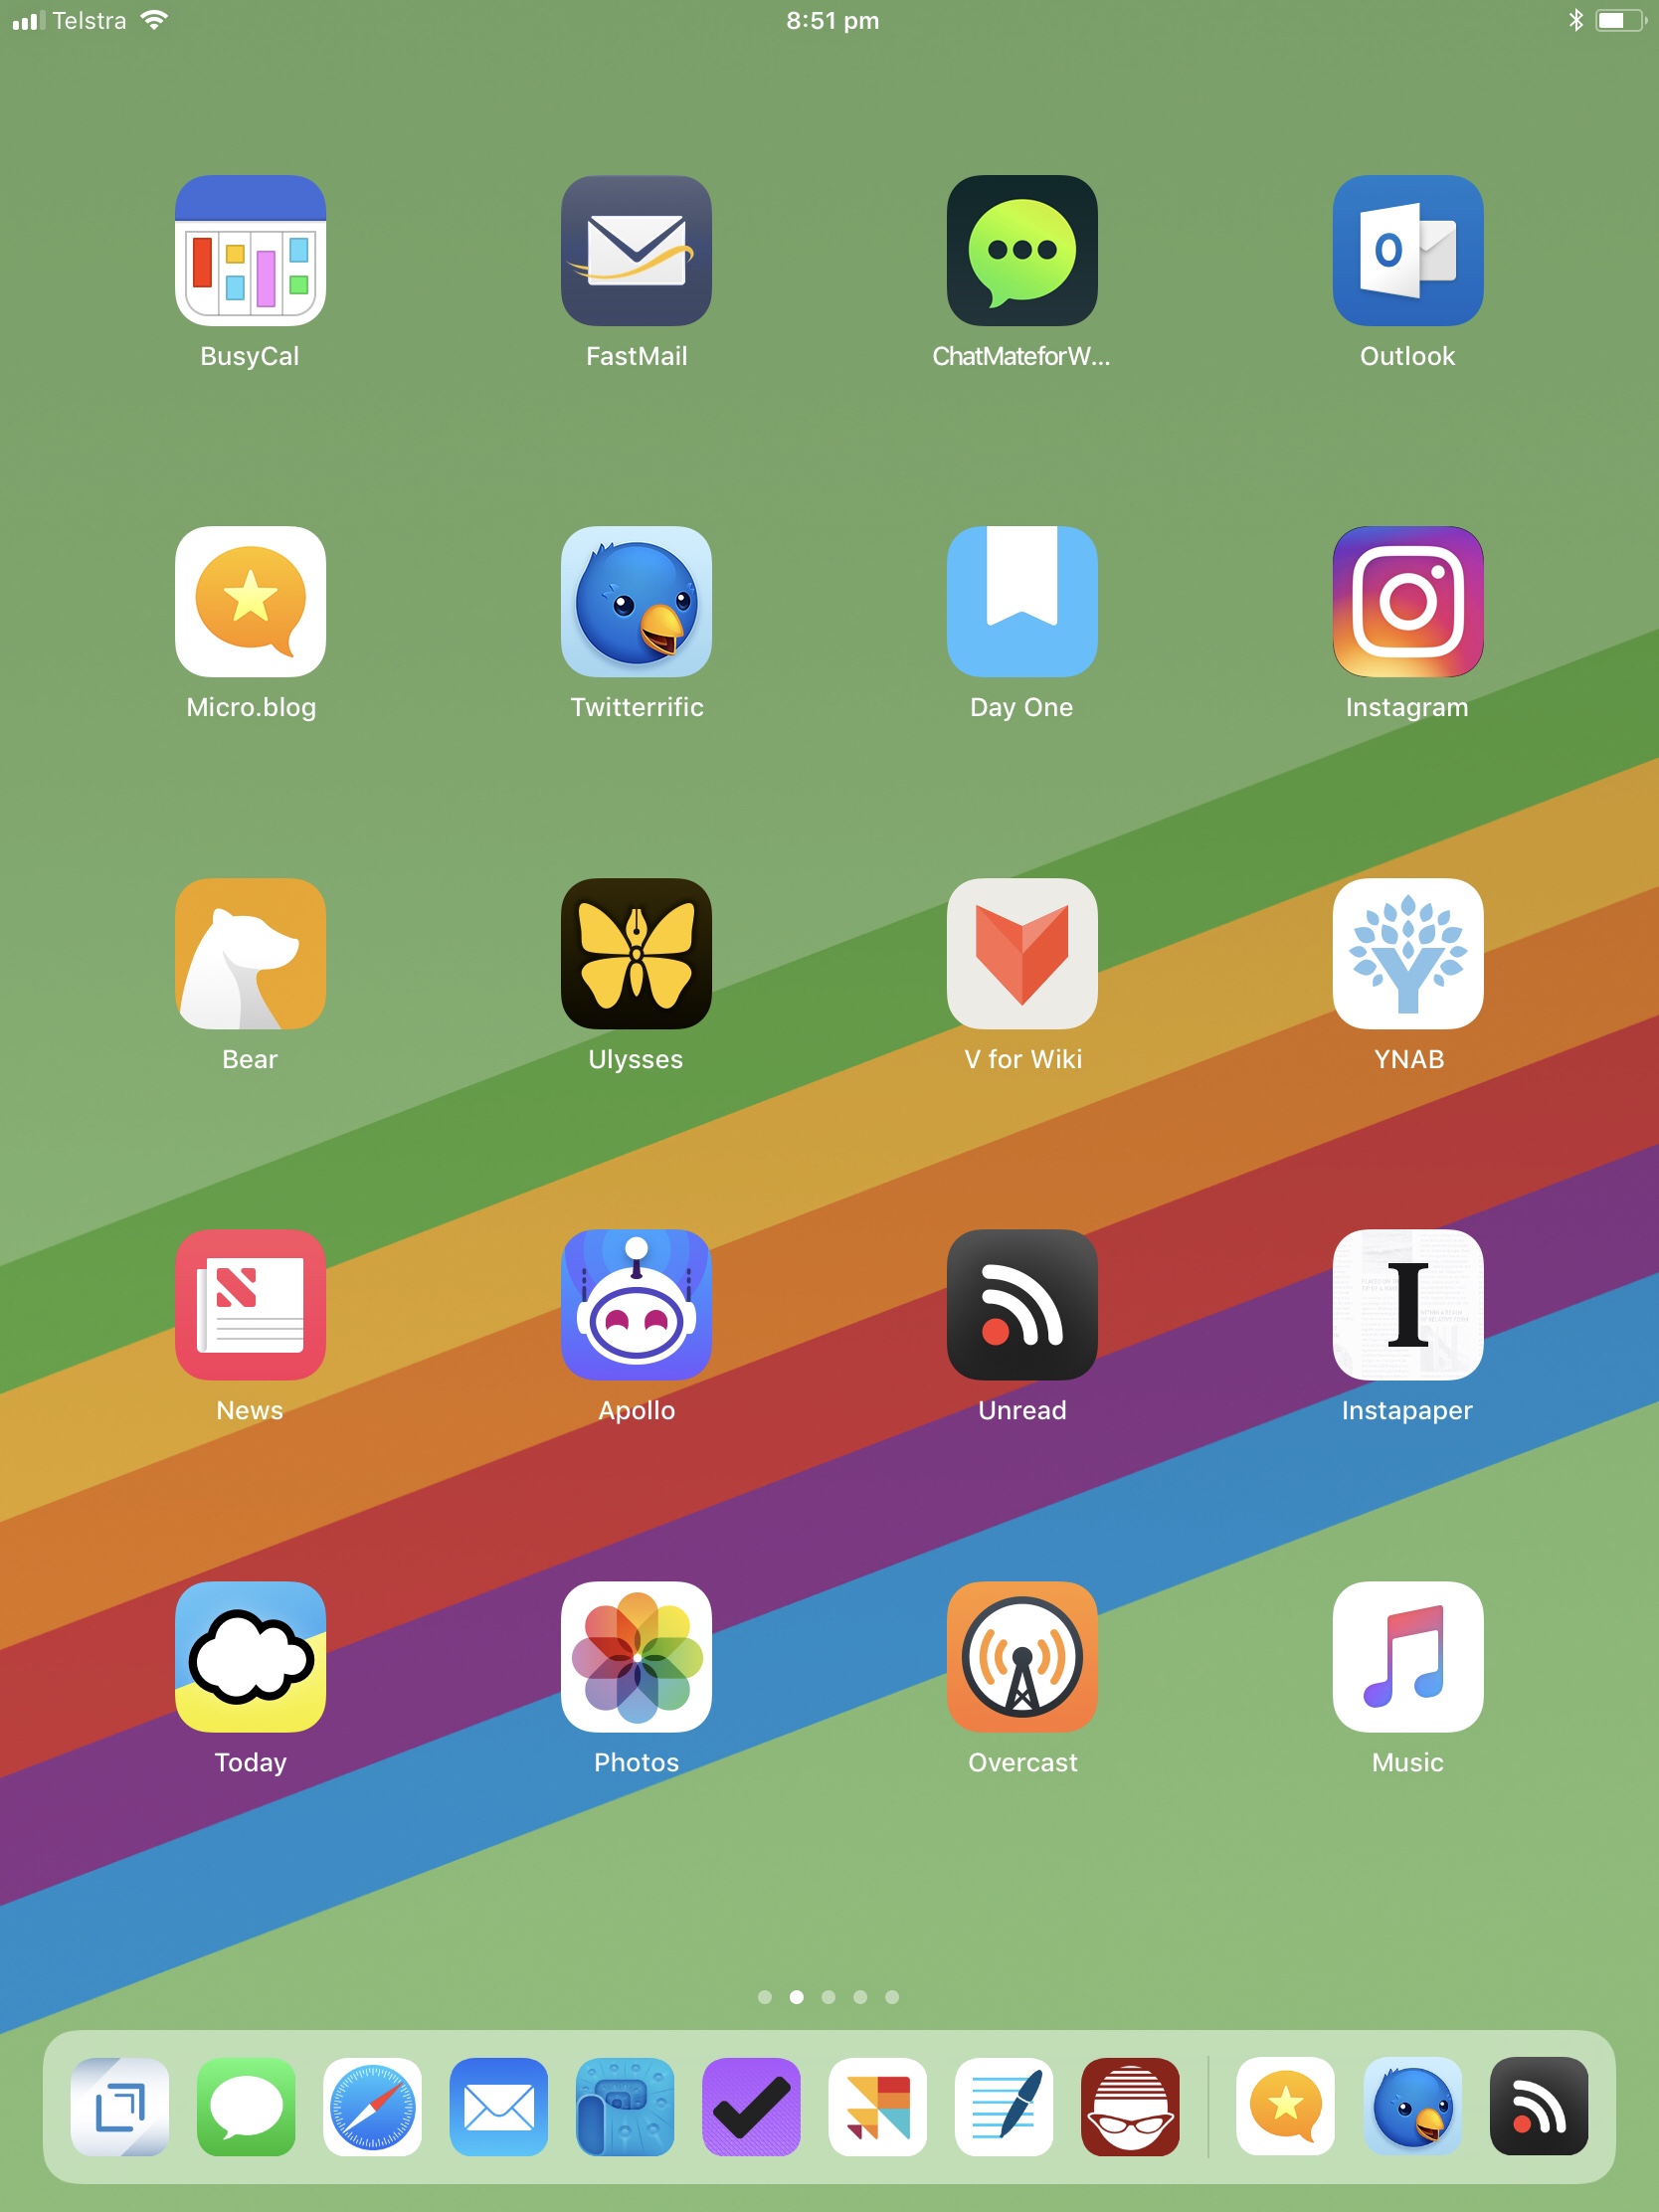 Telstra 8:51 pm
BusyCal FastMail ChatMateforW... Outlook
Micro.blog Twitterrific Day One Instagram
Bear Ulysses V for Wiki YNAB
News Apollo Unread Instapaper
Today Photos Overcast Music